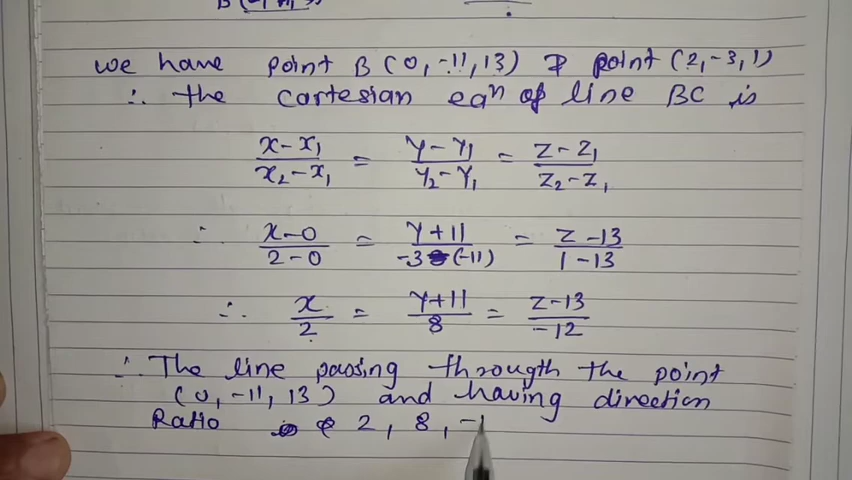 we have point B (0, -11, 13) & point (2, -3, 1)
∴ the cartesian eqn of line BC is
x - x₁ / x₂ - x₁ = y - y₁ / y₂ - y₁ = z - z₁ / z₂ - z₁
∴ x - 0 / 2 - 0 = y + 11 / -3 (-11) = z - 13 / 1 - 13
∴ x / 2 = y + 11 / 8 = z - 13 / -12
∴ The line passing throught the point
(0, -11, 13) and having direction
Ratio 2, 8, -1